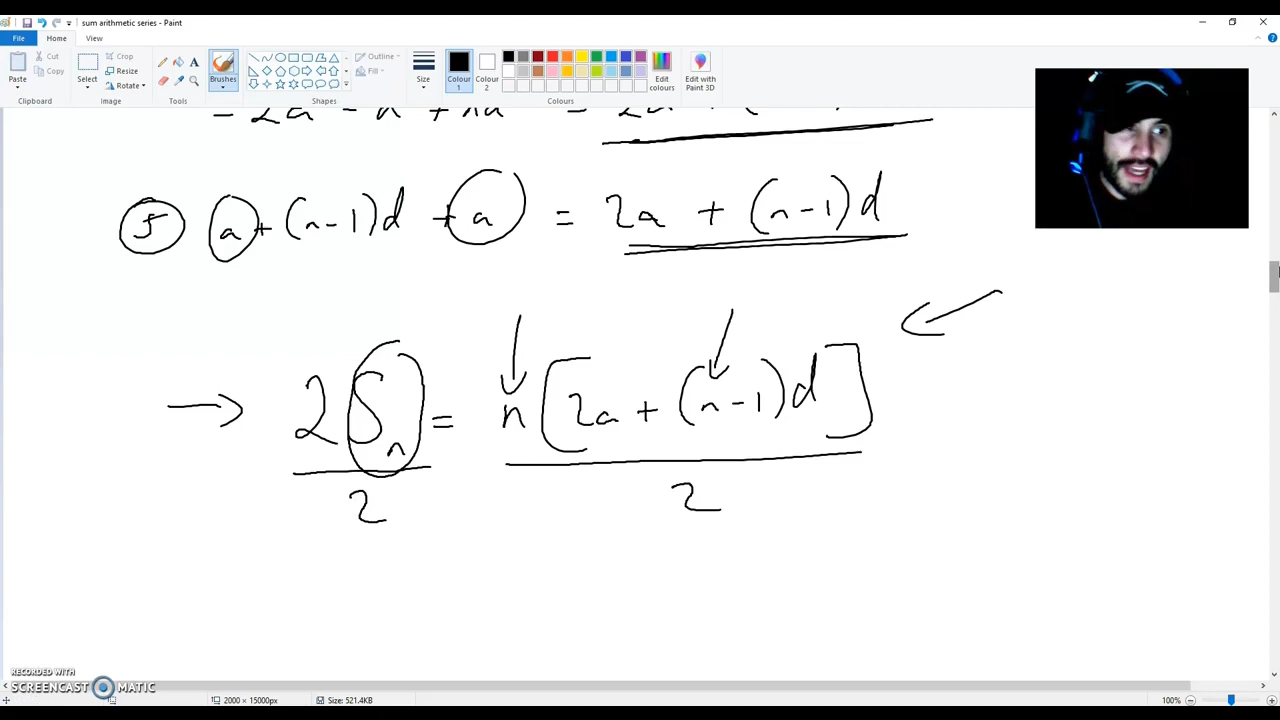 sum arithmetic series - Paint
File Home View
Paste Cut Copy Clipboard
Select Crop Resize Rotate Image
Tools
Brushes
Outline Fill Shapes
Size
Colour 1 Colour 2 Edit colours Colours
Edit with Paint 3D
5 a + (n-1)d + a = 2a + (n-1)d
2Sn = n[2a + (n-1)d]
2 2
RECORDED WITH
SCREENCAST MATIC
2000 × 15000px Size: 521.4KB 100%